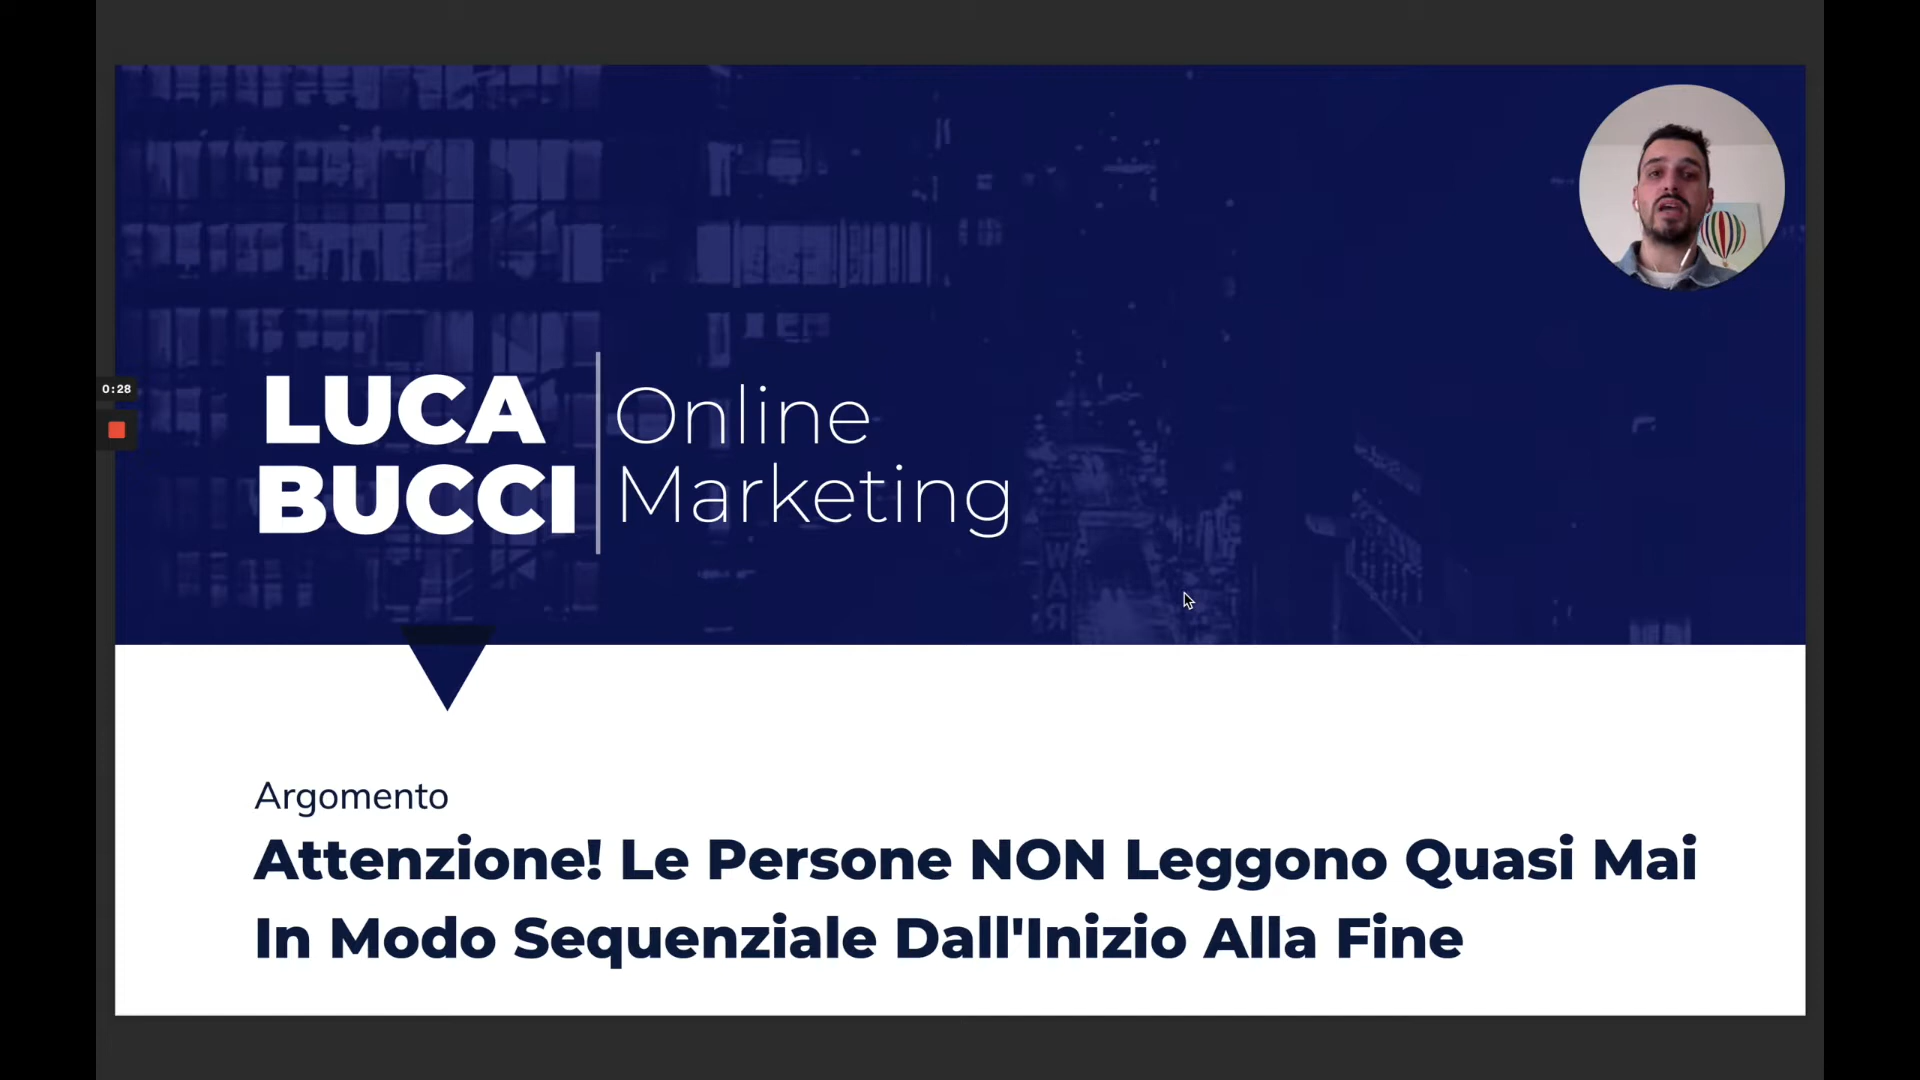 0:28
LUCA
BUCCI
Online
Marketing
Argomento
Attenzione! Le Persone NON Leggono Quasi Mai
In Modo Sequenziale Dall'Inizio Alla Fine